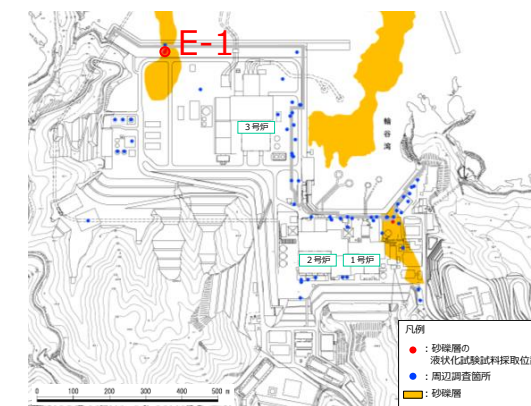 E-1
3号炉
輪谷湾
2号炉
1号炉
凡例
：砂礫層の
液状化試験試料採取位
：周辺調査箇所
：砂礫層
0 100 200 300 400 500 m